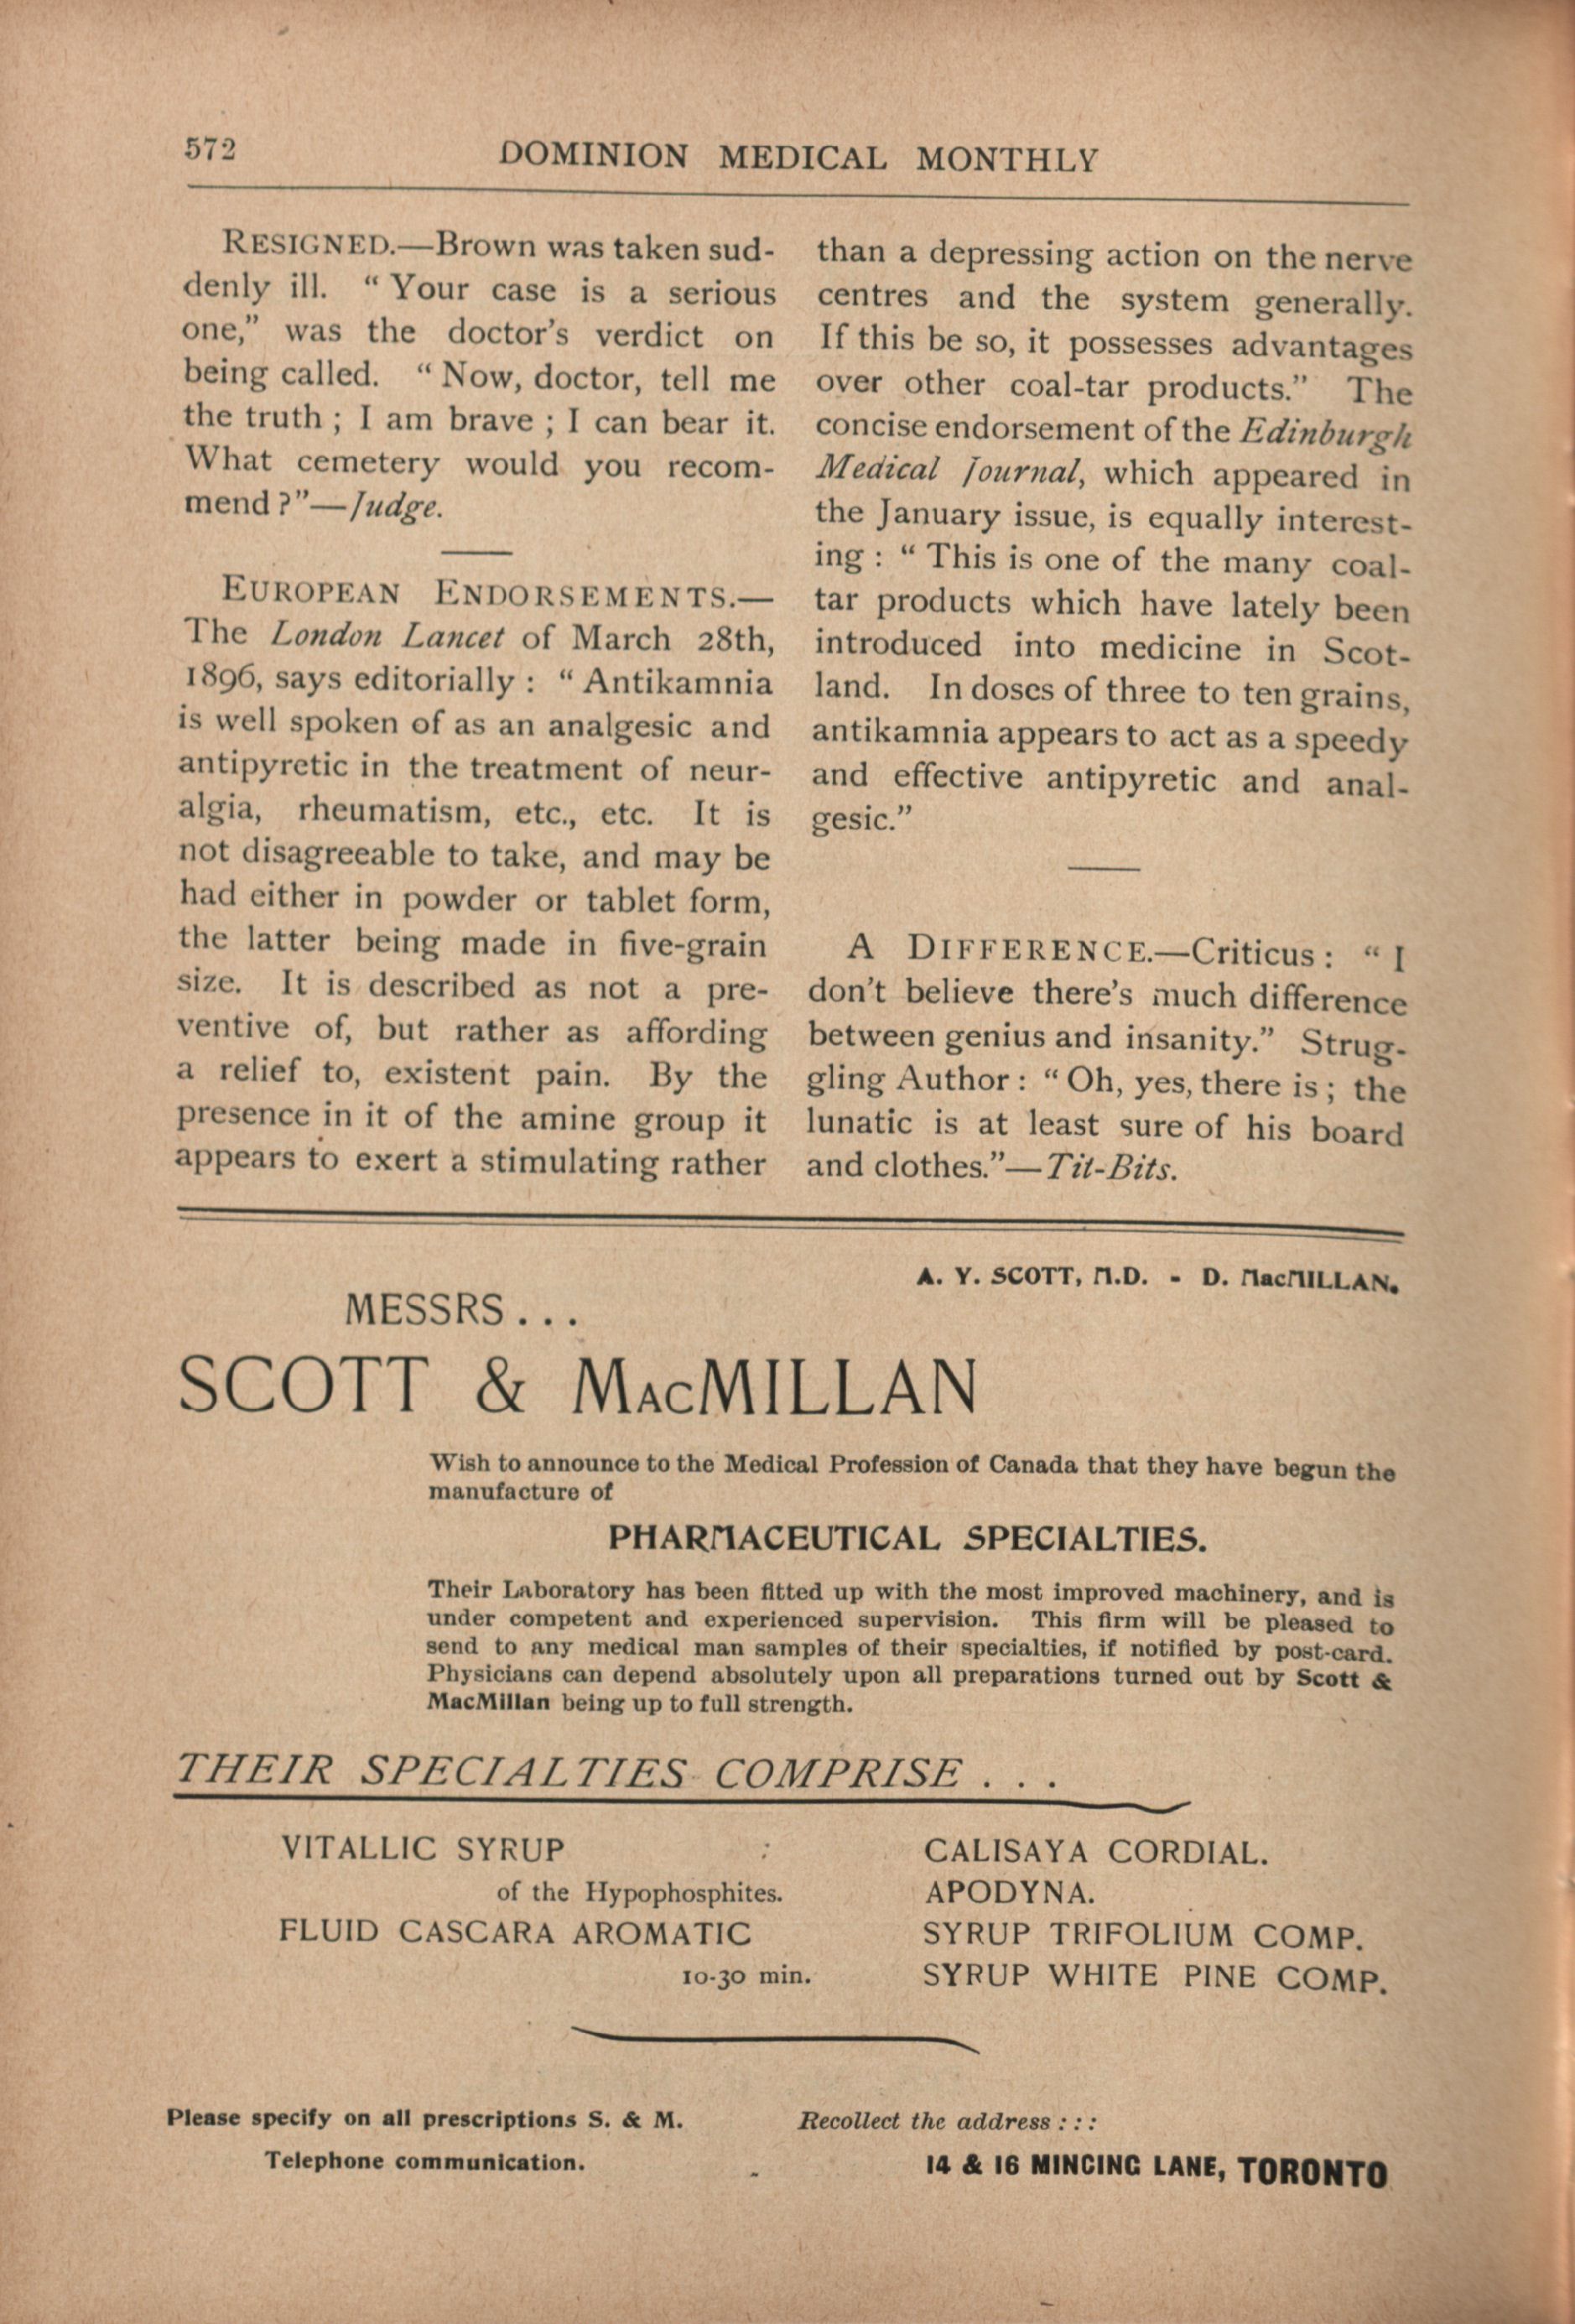 572
DOMINION MEDICAL MONTHLY
RESIGNED.—Brown was taken sud-
denly ill. “ Your case is a serious
one,” was the doctor’s verdict on
being called. “ Now, doctor, tell me
the truth ; I am brave ; I can bear it.
What cemetery would you recom-
mend ?”—Judge.
EUROPEAN ENDORSEMENTS.—
The London Lancet of March 28th,
1896, says editorially : “ Antikamnia
is well spoken of as an analgesic and
antipyretic in the treatment of neur-
algia, rheumatism, etc., etc. It is
not disagreeable to take, and may be
had either in powder or tablet form,
the latter being made in five-grain
size. It is described as not a pre-
ventive of, but rather as affording
a relief to, existent pain. By the
presence in it of the amine group it
appears to exert a stimulating rather
than a depressing action on the nerve
centres and the system generally.
If this be so, it possesses advantages
over other coal-tar products.” The
concise endorsement of the Edinburgh
Medical Journal, which appeared in
the January issue, is equally interest-
ing : “ This is one of the many coal-
tar products which have lately been
introduced into medicine in Scot-
land. In doses of three to ten grains,
antikamnia appears to act as a speedy
and effective antipyretic and anal-
gesic.”
A DIFFERENCE.—Criticus : “ I
don’t believe there’s much difference
between genius and insanity.” Strug-
gling Author : “ Oh, yes, there is ; the
lunatic is at least sure of his board
and clothes.”—Tit-Bits.
A. Y. SCOTT, M.D. - D. MacMILLAN.
MESSRS . . .
SCOTT & MACMILLAN
Wish to announce to the Medical Profession of Canada that they have begun the
manufacture of
PHARMACEUTICAL SPECIALTIES.
Their Laboratory has been fitted up with the most improved machinery, and is
under competent and experienced supervision. This firm will be pleased to
send to any medical man samples of their specialties, if notified by post-card.
Physicians can depend absolutely upon all preparations turned out by Scott &
MacMillan being up to full strength.
THEIR SPECIALTIES COMPRISE . . .
VITALLIC SYRUP :
of the Hypophosphites.
FLUID CASCARA AROMATIC
10-30 min.
CALISAYA CORDIAL.
APODYNA.
SYRUP TRIFOLIUM COMP.
SYRUP WHITE PINE COMP.
Please specify on all prescriptions S. & M.
Telephone communication.
Recollect the address : : :
14 & 16 MINCING LANE, TORONTO